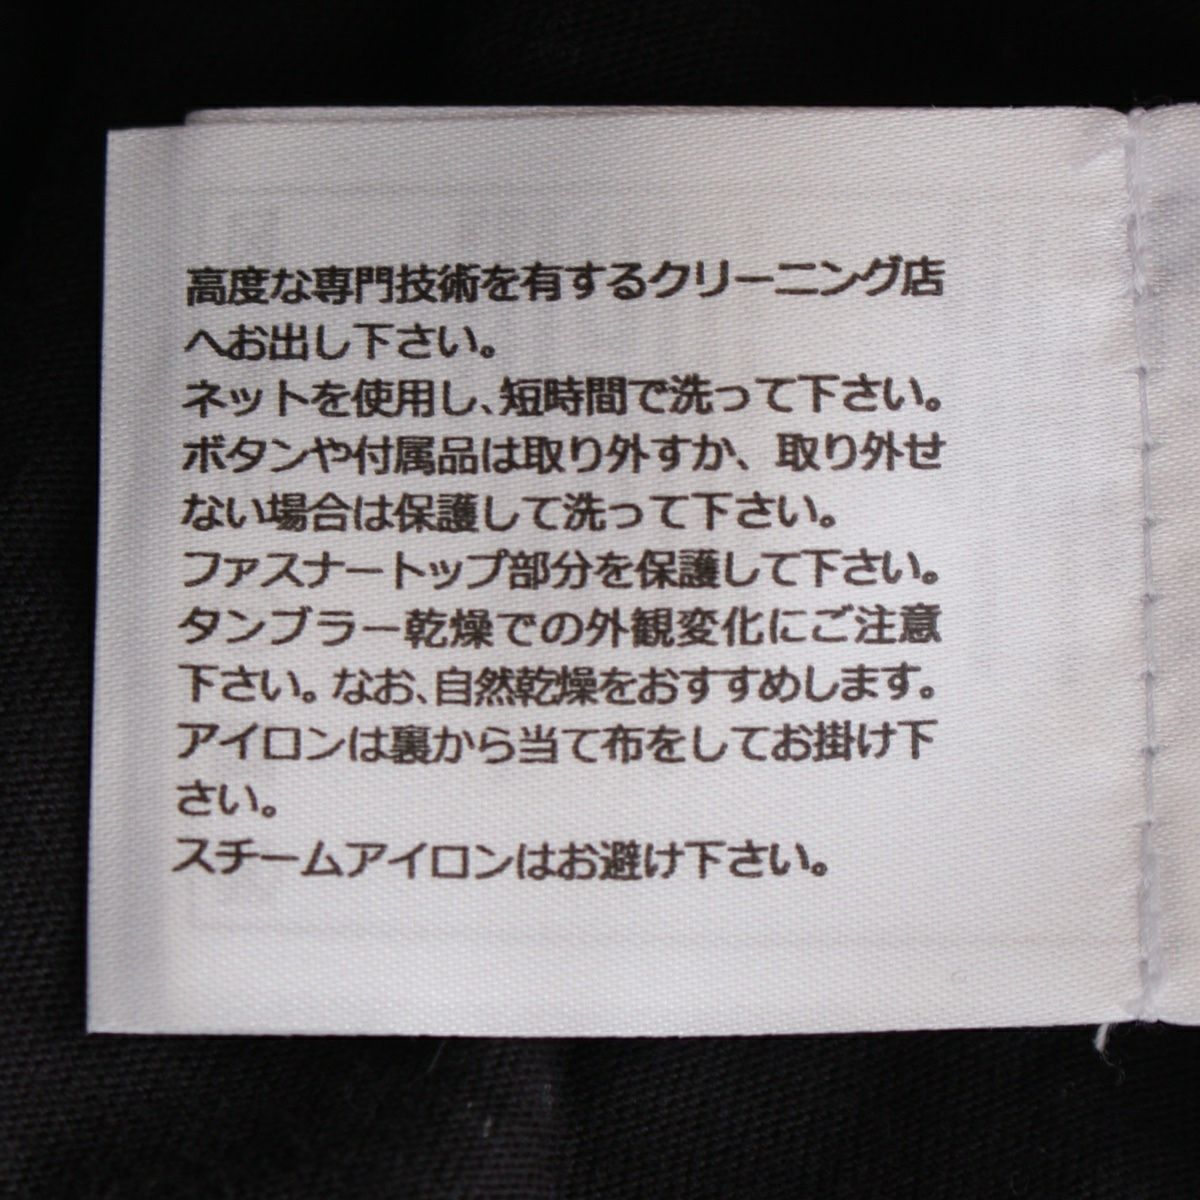 高度な専門技術を有するクリーニング店
へお出し下さい。
ネットを使用し、短時間で洗って下さい。
ボタンや付属品は取り外すか、取り外せ
ない場合は保護して洗って下さい。
ファスナートップ部分を保護して下さい。
タンブラー乾燥での外観変化にご注意
下さい。なお、自然乾燥をおすすめします。
アイロンは裏から当て布をしてお掛け下
さい。
スチームアイロンはお避け下さい。